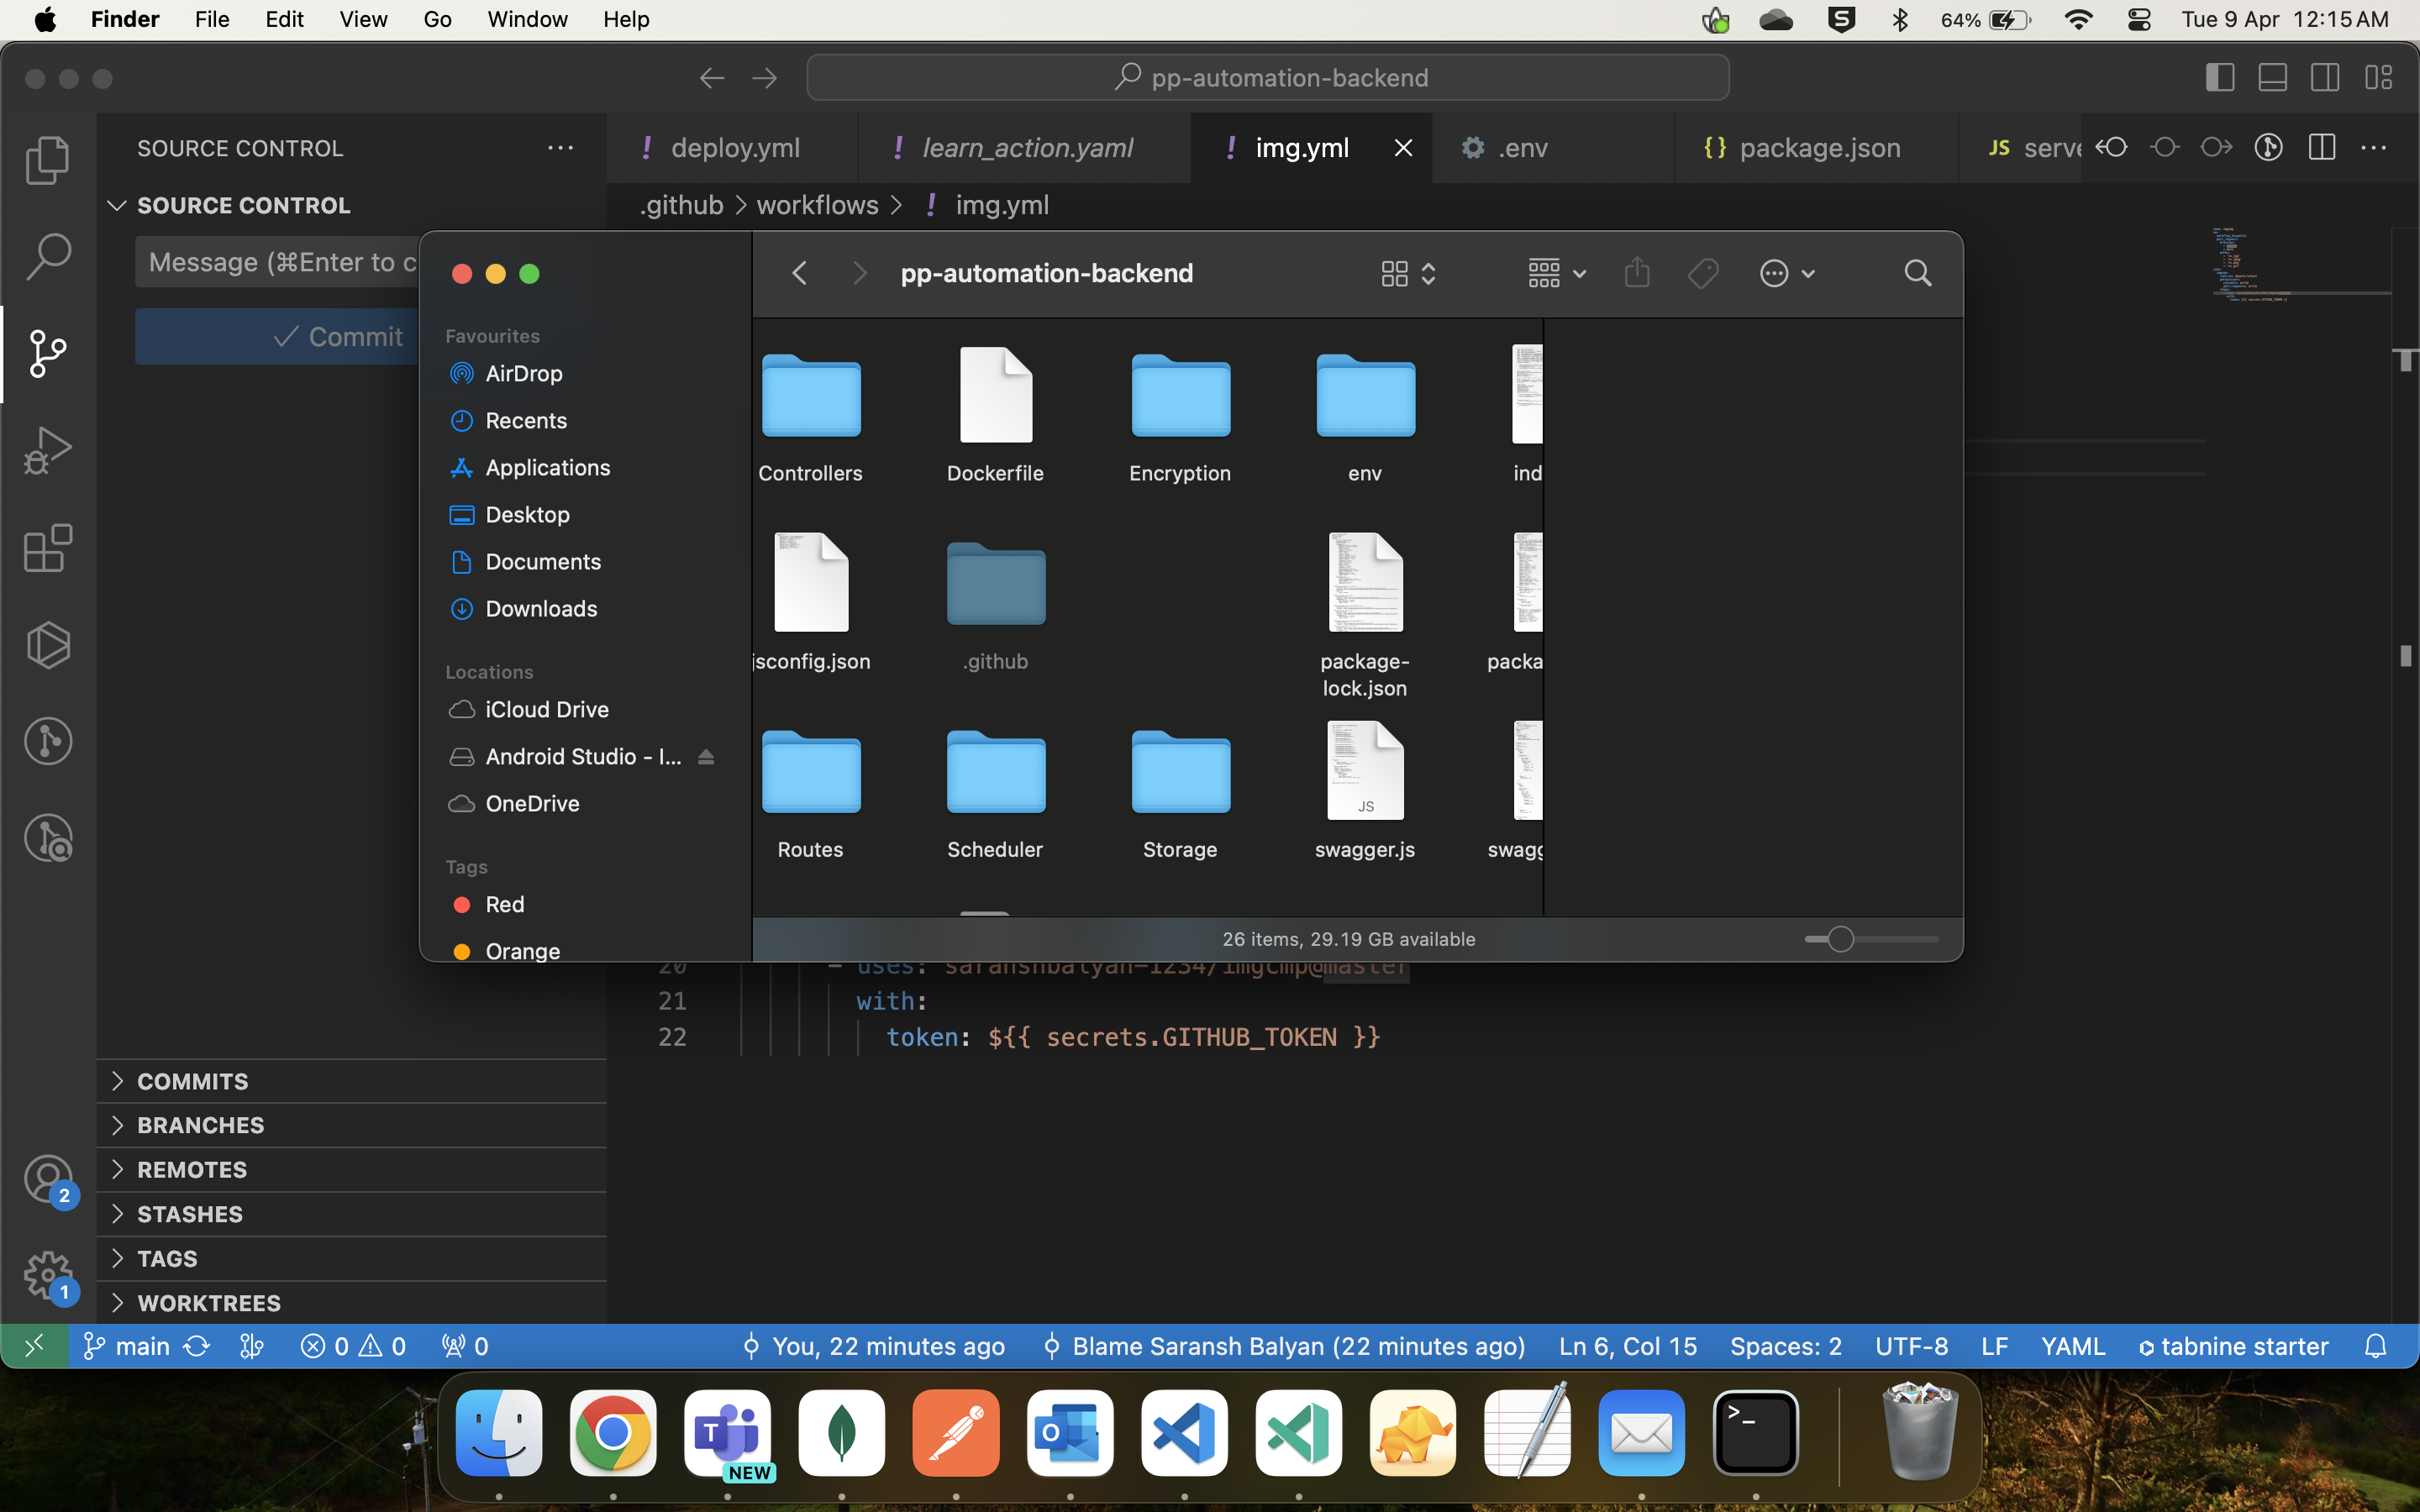 Finder File Edit View Go Window Help 64% Tue 9 Apr 12:15 AM
pp-automation-backend
SOURCE CONTROL
deploy.yml learn_action.yaml img.yml .env package.json JS serve
SOURCE CONTROL
.github > workflows > ! img.yml
Message (⌘Enter to c
Commit
pp-automation-backend
Favourites
AirDrop
Recents
Applications
Desktop
Documents
Downloads
Locations
iCloud Drive
Android Studio - I...
OneDrive
Tags
Red
Orange
Controllers Dockerfile Encryption env ind
jsconfig.json .github package-lock.json packa
Routes Scheduler Storage swagger.js swagg
JS
26 items, 29.19 GB available
20 - uses: saranshbalyan-1234/imgcmp@master
21 with:
22 token: ${{ secrets.GITHUB_TOKEN }}
COMMITS
BRANCHES
REMOTES
STASHES
TAGS
WORKTREES
2
1
main 0 0 0 You, 22 minutes ago Blame Saransh Balyan (22 minutes ago) Ln 6, Col 15 Spaces: 2 UTF-8 LF YAML tabnine starter
T
NEW
O
>_